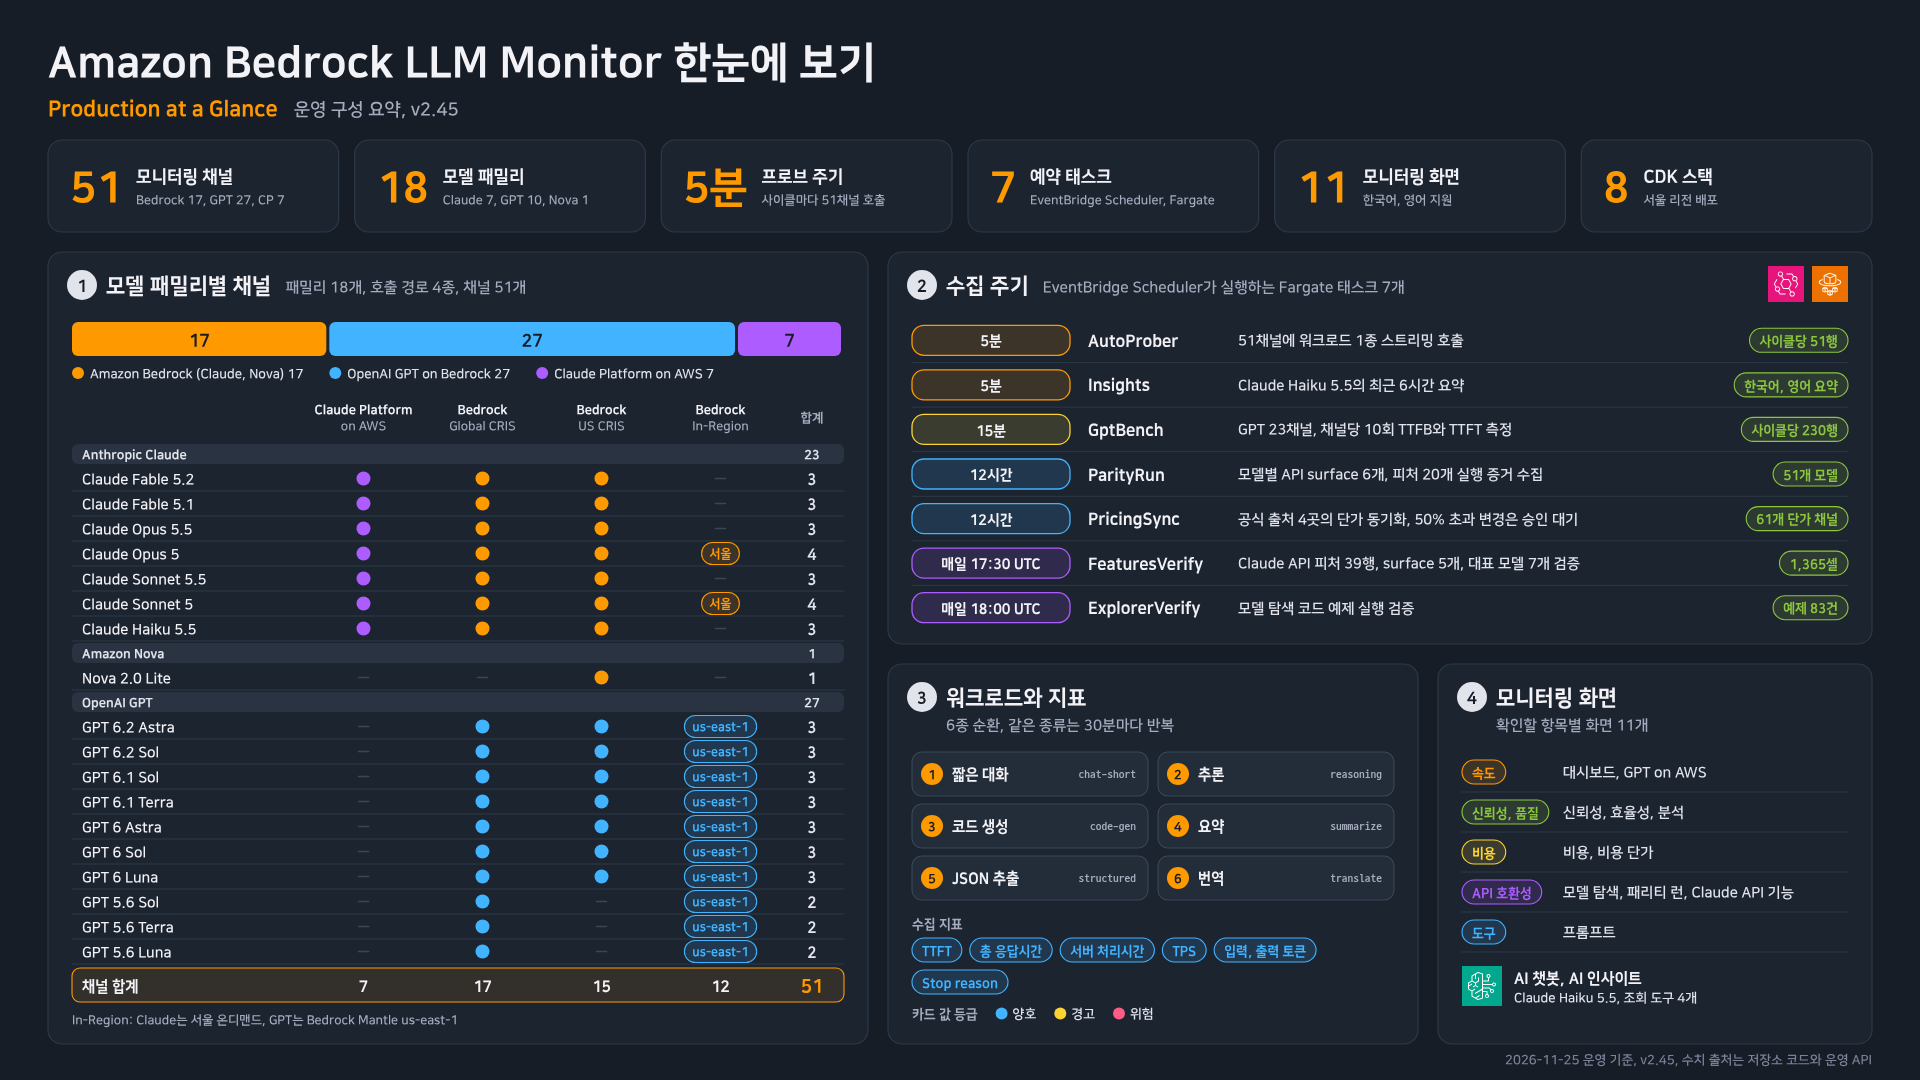 Amazon Bedrock LLM Monitor 한눈에 보기
Production at a Glance 운영 구성 요약, v2.45
51 모니터링 채널
Bedrock 17, GPT 27, CP 7
18 모델 패밀리
Claude 7, GPT 10, Nova 1
5분 프로브 주기
사이클마다 51채널 호출
7 예약 태스크
EventBridge Scheduler, Fargate
11 모니터링 화면
한국어, 영어 지원
8 CDK 스택
서울 리전 배포
1 모델 패밀리별 채널 패밀리 18개, 호출 경로 4종, 채널 51개
17 27 7
Amazon Bedrock (Claude, Nova) 17 OpenAI GPT on Bedrock 27 Claude Platform on AWS 7
Claude Platform on AWS Bedrock Global CRIS Bedrock US CRIS Bedrock In-Region 합계
Anthropic Claude 23
Claude Fable 5.2 — 3
Claude Fable 5.1 — 3
Claude Opus 5.5 — 3
Claude Opus 5 서울 4
Claude Sonnet 5.5 — 3
Claude Sonnet 5 서울 4
Claude Haiku 5.5 — 3
Amazon Nova 1
Nova 2.0 Lite — — — 1
OpenAI GPT 27
GPT 6.2 Astra — us-east-1 3
GPT 6.2 Sol — us-east-1 3
GPT 6.1 Sol — us-east-1 3
GPT 6.1 Terra — us-east-1 3
GPT 6 Astra — us-east-1 3
GPT 6 Sol — us-east-1 3
GPT 6 Luna — us-east-1 3
GPT 5.6 Sol — — us-east-1 2
GPT 5.6 Terra — — us-east-1 2
GPT 5.6 Luna — — us-east-1 2
채널 합계 7 17 15 12 51
In-Region: Claude는 서울 온디맨드, GPT는 Bedrock Mantle us-east-1
2 수집 주기 EventBridge Scheduler가 실행하는 Fargate 태스크 7개
5분 AutoProber 51채널에 워크로드 1종 스트리밍 호출 사이클당 51행
5분 Insights Claude Haiku 5.5의 최근 6시간 요약 한국어, 영어 요약
15분 GptBench GPT 23채널, 채널당 10회 TTFB와 TTFT 측정 사이클당 230행
12시간 ParityRun 모델별 API surface 6개, 피처 20개 실행 증거 수집 51개 모델
12시간 PricingSync 공식 출처 4곳의 단가 동기화, 50% 초과 변경은 승인 대기 61개 단가 채널
매일 17:30 UTC FeaturesVerify Claude API 피처 39행, surface 5개, 대표 모델 7개 검증 1,365셀
매일 18:00 UTC ExplorerVerify 모델 탐색 코드 예제 실행 검증 예제 83건
3 워크로드와 지표
6종 순환, 같은 종류는 30분마다 반복
1 짧은 대화 chat-short
2 추론 reasoning
3 코드 생성 code-gen
4 요약 summarize
5 JSON 추출 structured
6 번역 translate
수집 지표
TTFT 총 응답시간 서버 처리시간 TPS 입력, 출력 토큰
Stop reason
카드 값 등급 양호 경고 위험
4 모니터링 화면
확인할 항목별 화면 11개
속도 대시보드, GPT on AWS
신뢰성, 품질 신뢰성, 효율성, 분석
비용 비용, 비용 단가
API 호환성 모델 탐색, 패리티 런, Claude API 기능
도구 프롬프트
AI 챗봇, AI 인사이트
Claude Haiku 5.5, 조회 도구 4개
2026-11-25 운영 기준, v2.45, 수치 출처는 저장소 코드와 운영 API